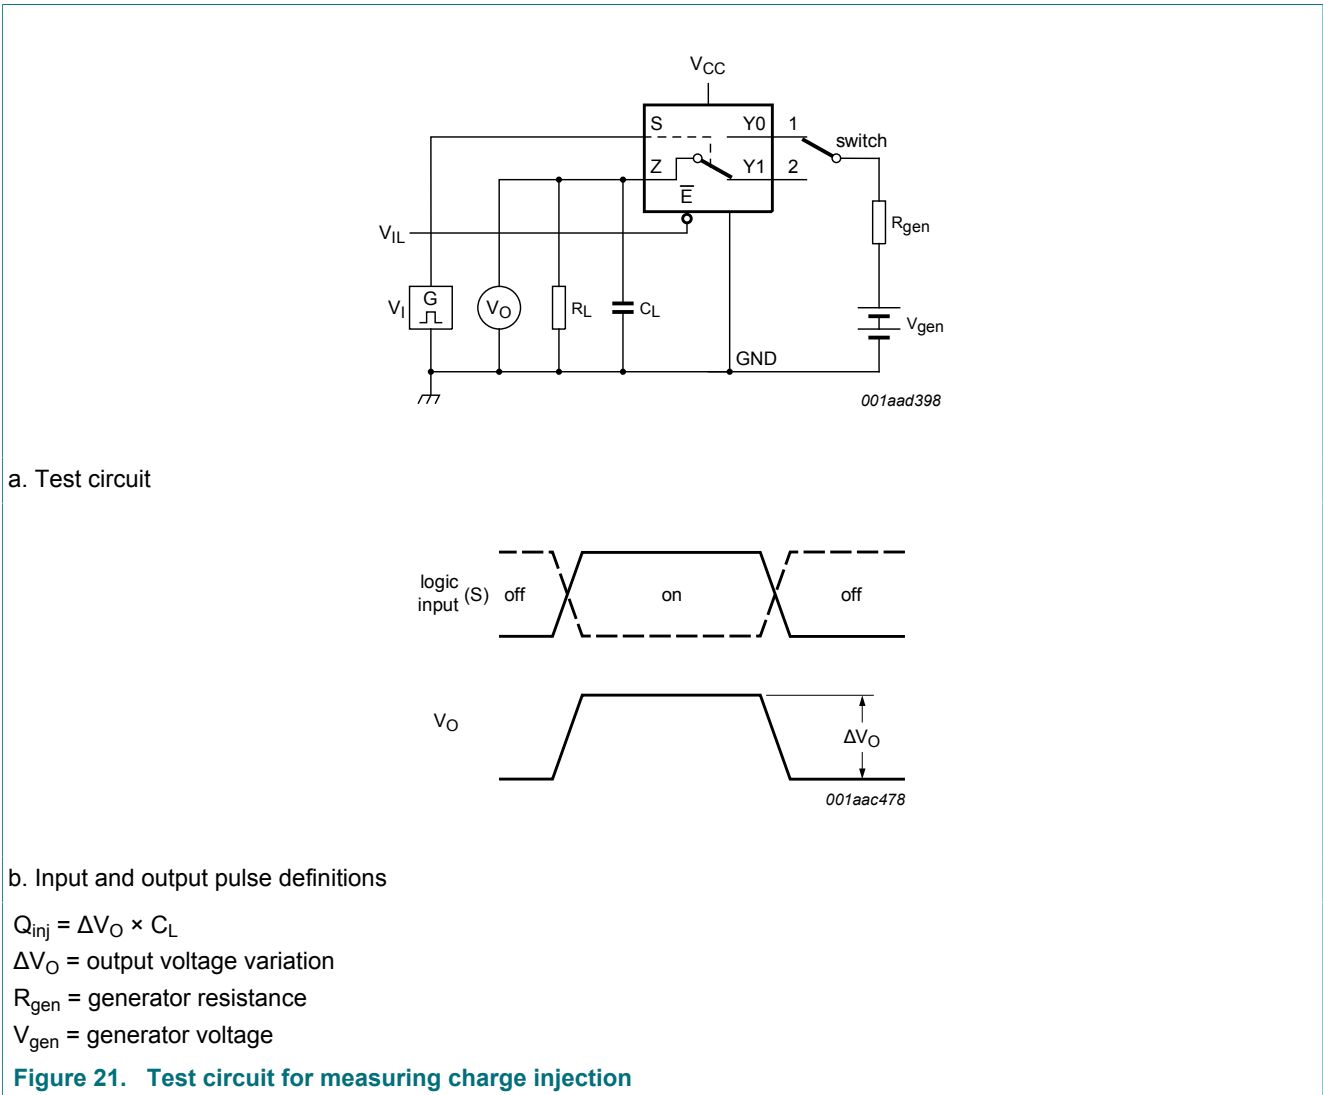 VCC
S Y0 1
switch
Z Y1 2
E
VIL
Rgen
VI G VO RL CL
Vgen
GND
001aad398
a. Test circuit
logic
input (S) off on off
VO
ΔVO
001aac478
b. Input and output pulse definitions
Qinj = ΔVO × CL
ΔVO = output voltage variation
Rgen = generator resistance
Vgen = generator voltage
Figure 21. Test circuit for measuring charge injection